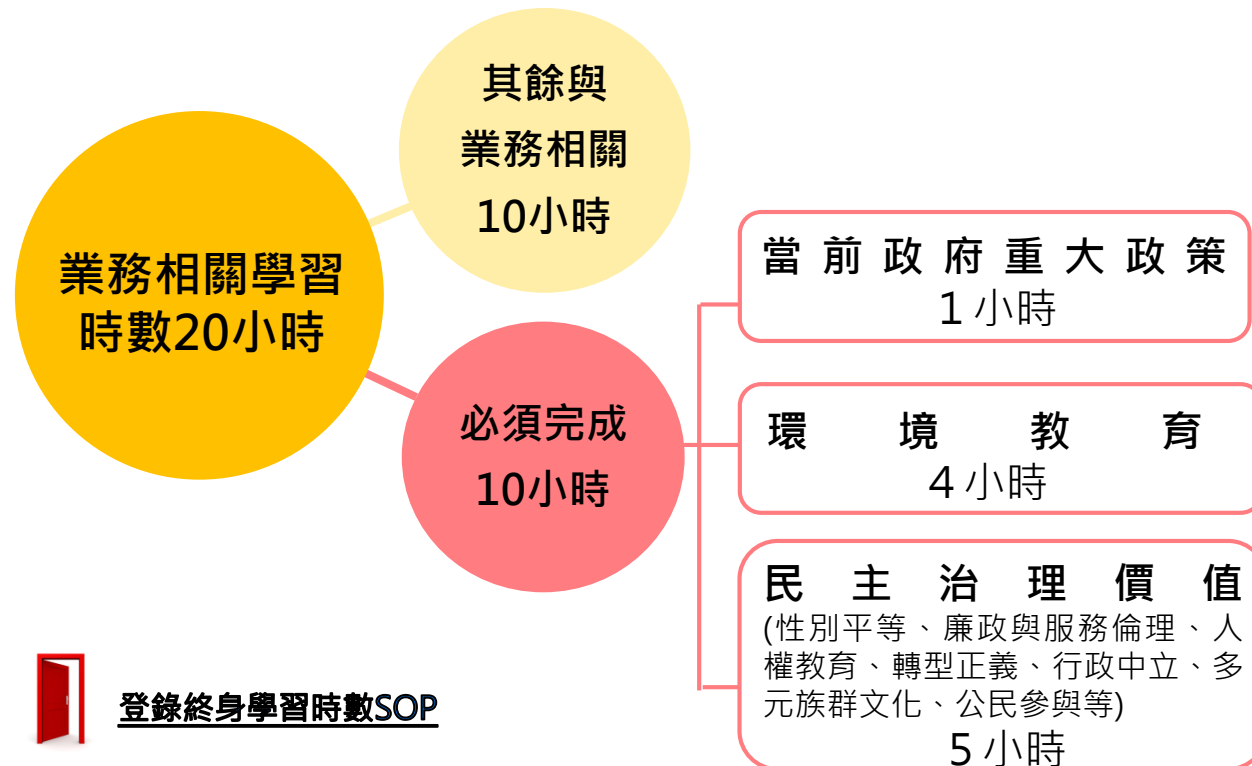 業務相關學習
時數20小時
其餘與
業務相關
10小時
必須完成
10小時
當前政府重大政策
1小時
環境教育
4小時
民主治理價值
(性別平等、廉政與服務倫理、人
權教育、轉型正義、行政中立、多
元族群文化、公民參與等)
5小時
登錄終身學習時數SOP